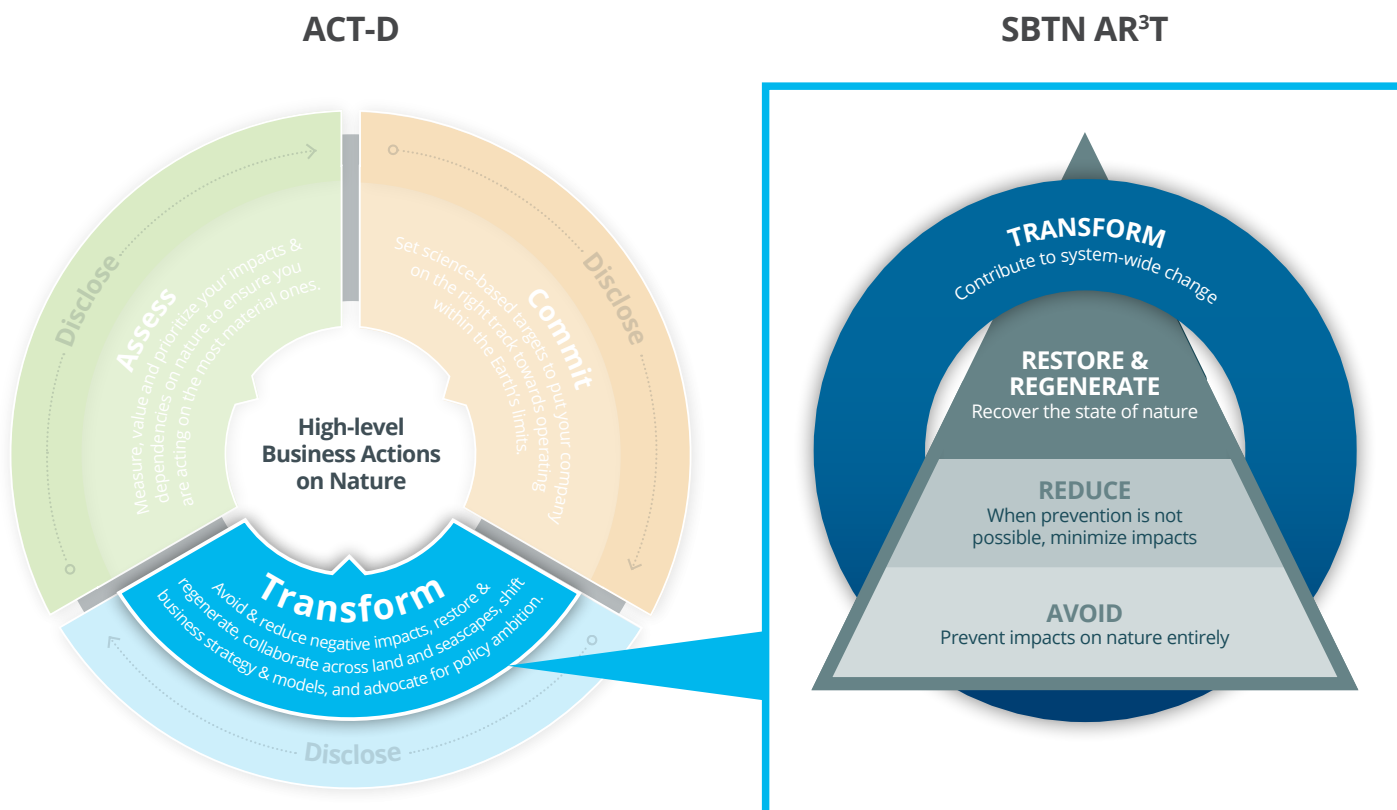 ACT-D
SBTN AR³T
Disclose
Assess
Measure, value and prioritize your impacts &
dependencies on nature to ensure you
are acting on the most material ones.
Disclose
Commit
Set science-based targets to put your company
on the right track towards operating
within the Earth's limits.
High-level
Business Actions
on Nature
Transform
Avoid & reduce negative impacts, restore &
regenerate, collaborate across land and seascapes, shift
business strategy & models, and advocate for policy ambition.
Disclose
TRANSFORM
Contribute to system-wide change
RESTORE &
REGENERATE
Recover the state of nature
REDUCE
When prevention is not
possible, minimize impacts
AVOID
Prevent impacts on nature entirely